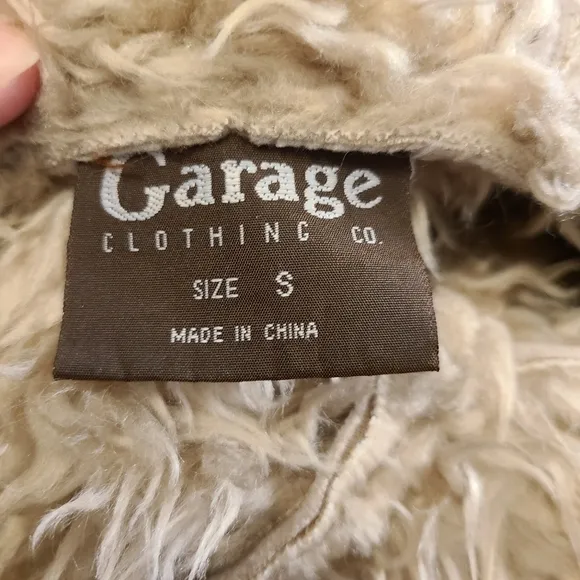 Garage
CLOTHING CO.
SIZE S
MADE IN CHINA